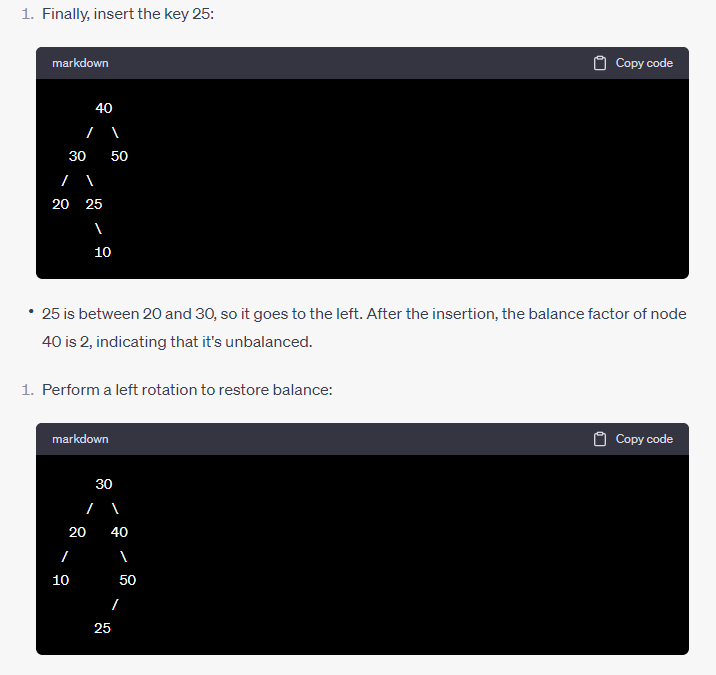 1. Finally, insert the key 25:
markdown Copy code
40
/ \
30 50
/ \
20 25
\
10
• 25 is between 20 and 30, so it goes to the left. After the insertion, the balance factor of node
40 is 2, indicating that it's unbalanced.
1. Perform a left rotation to restore balance:
markdown Copy code
30
/ \
20 40
/ \
10 50
/
25